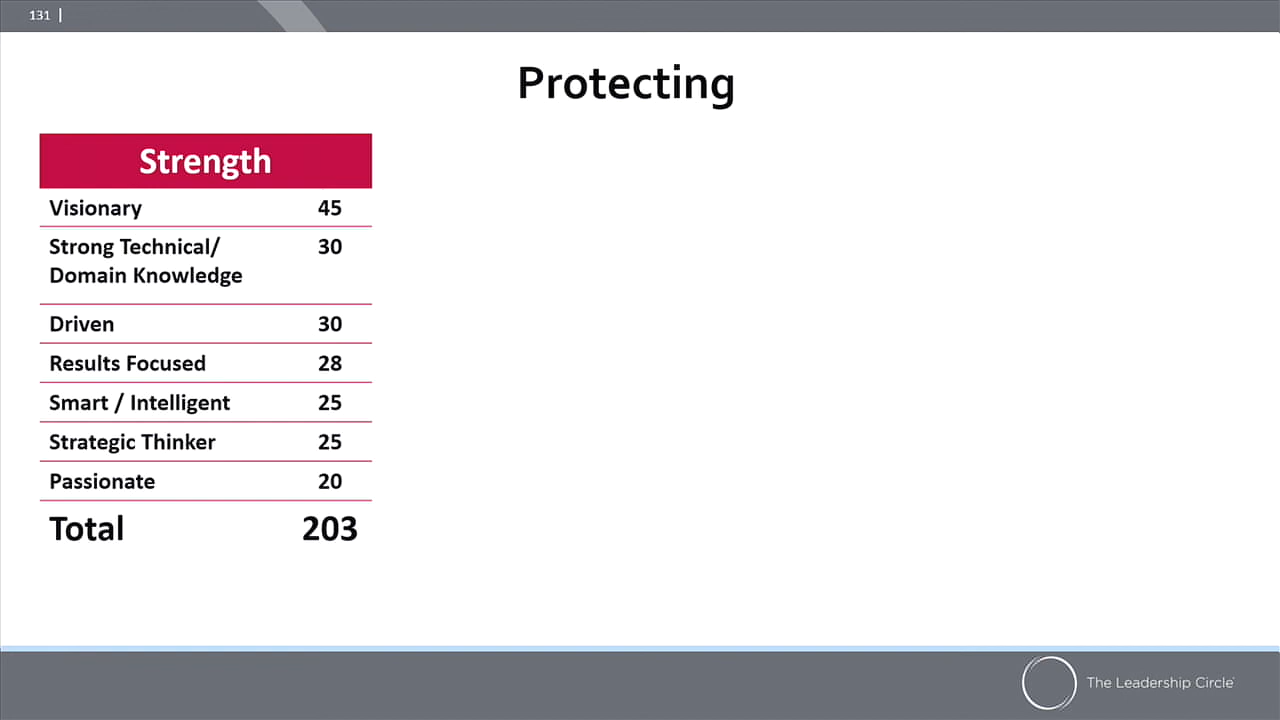 131 |
Protecting
Strength
Visionary 45
Strong Technical/ 30
Domain Knowledge
Driven 30
Results Focused 28
Smart / Intelligent 25
Strategic Thinker 25
Passionate 20
Total 203
The Leadership Circle